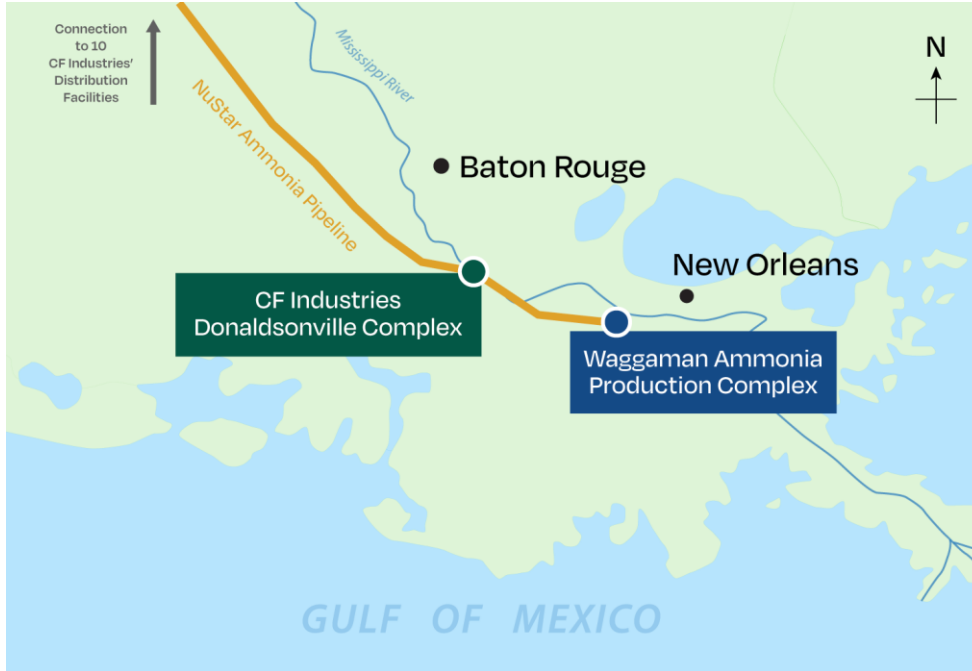 Connection
to 10
CF Industries'
Distribution
Facilities
Mississippi River
N
NuStar Ammonia Pipeline
Baton Rouge
New Orleans
CF Industries
Donaldsonville Complex
Waggaman Ammonia
Production Complex
GULF OF MEXICO